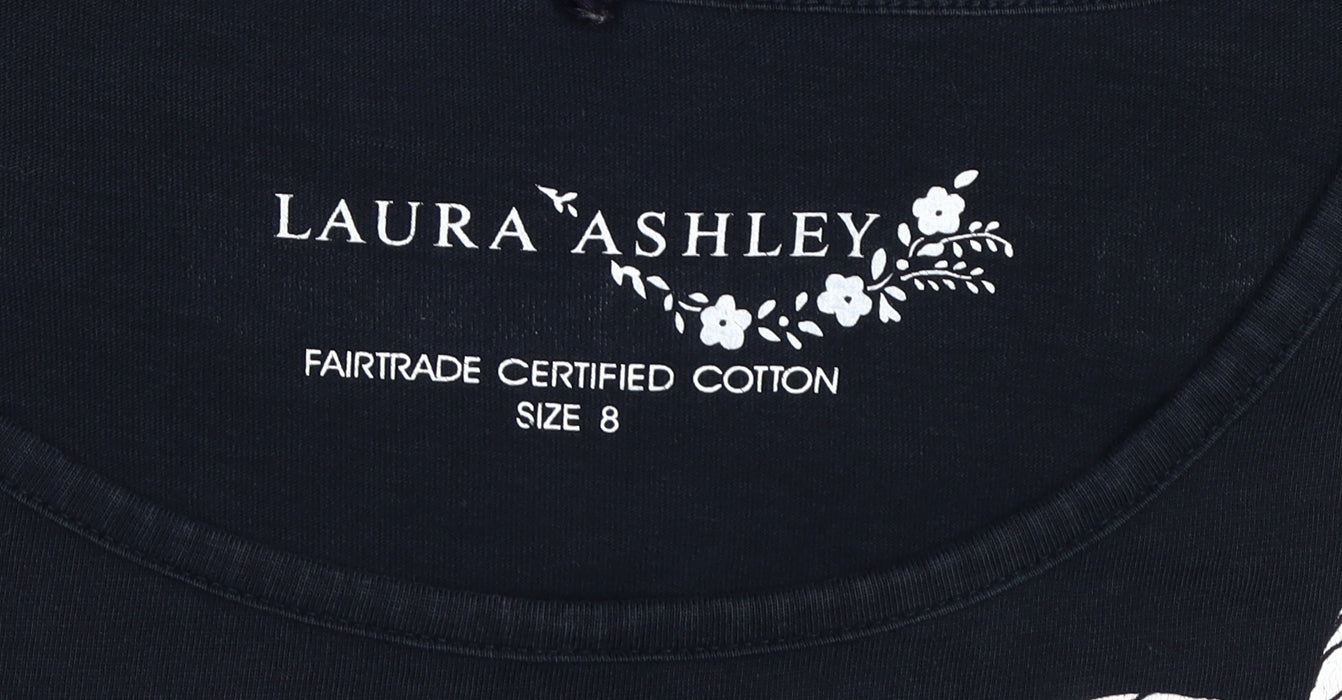 LAURA ASHLEY
FAIRTRADE CERTIFIED COTTON
SIZE 8